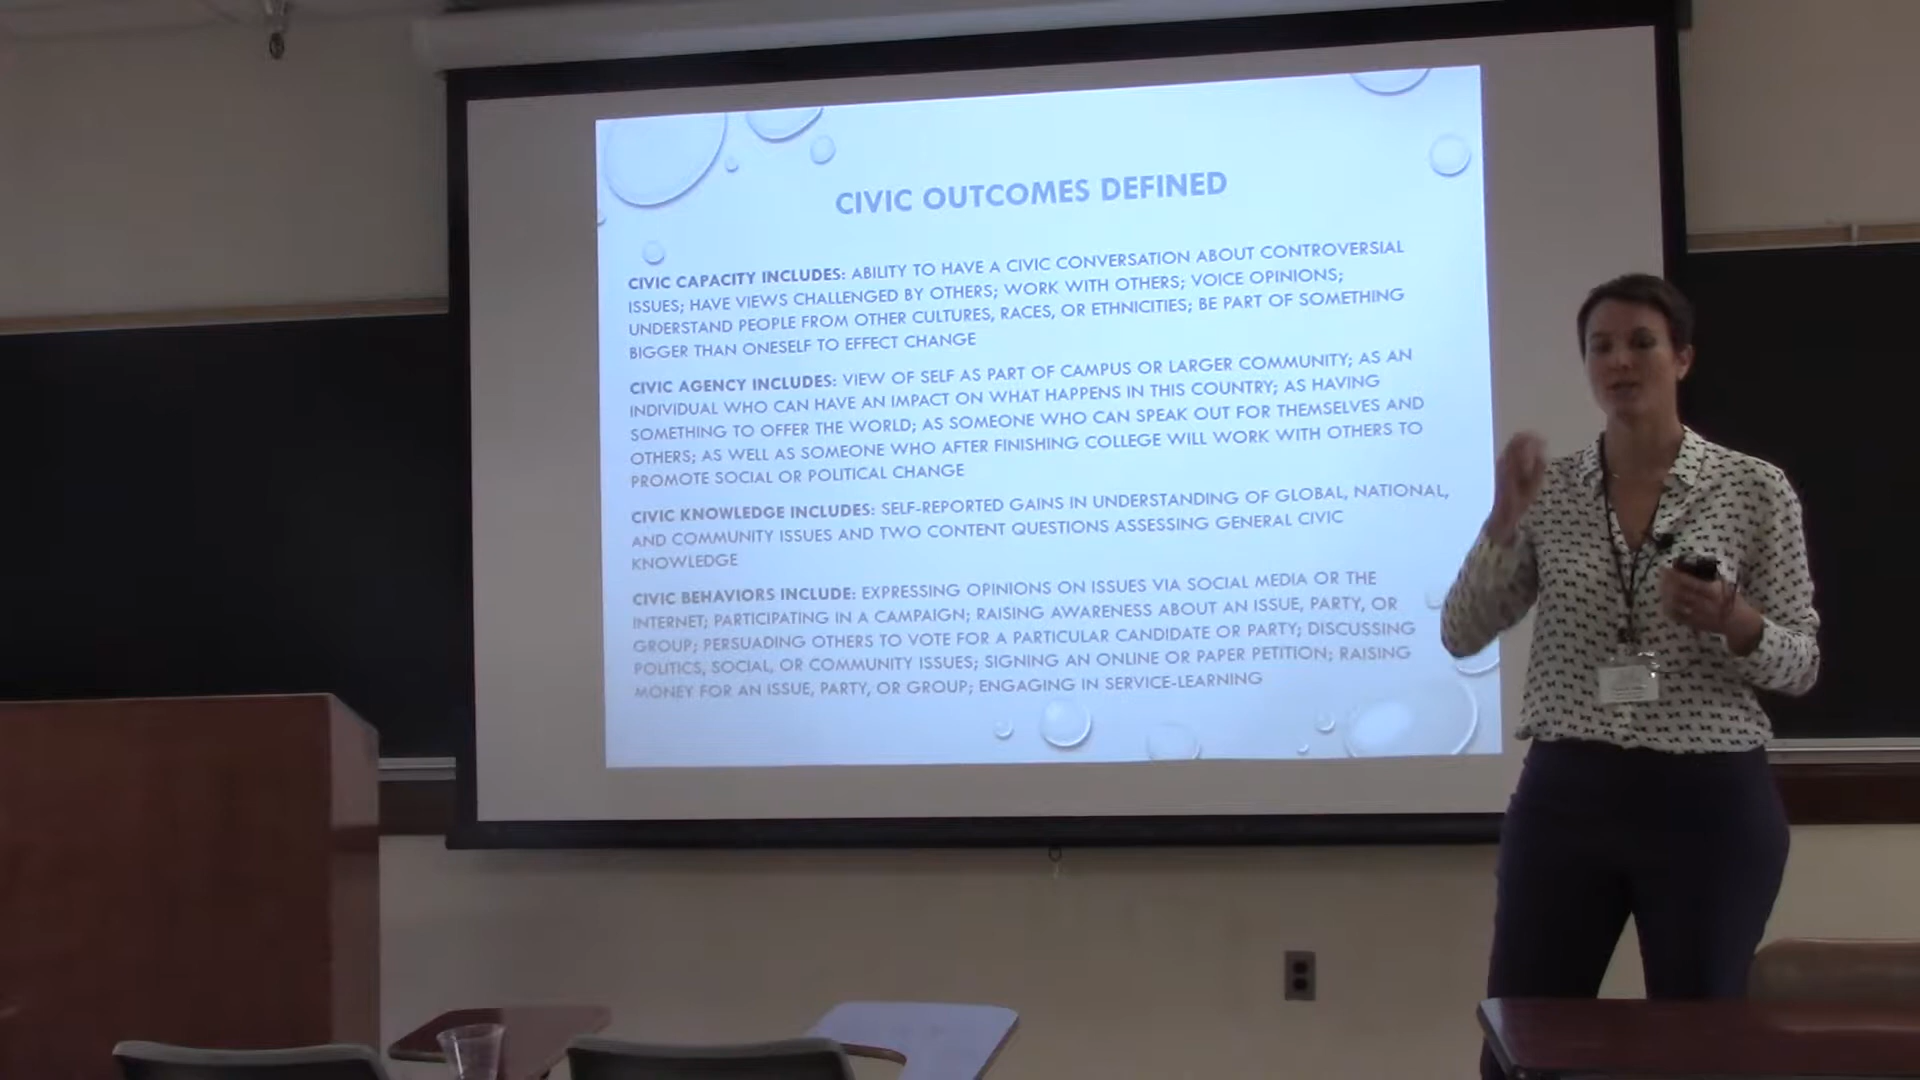 CIVIC OUTCOMES DEFINED
CIVIC CAPACITY INCLUDES: ABILITY TO HAVE A CIVIC CONVERSATION ABOUT CONTROVERSIAL
ISSUES; HAVE VIEWS CHALLENGED BY OTHERS; WORK WITH OTHERS; VOICE OPINIONS;
UNDERSTAND PEOPLE FROM OTHER CULTURES, RACES, OR ETHNICITIES; BE PART OF SOMETHING
BIGGER THAN ONESELF TO EFFECT CHANGE
CIVIC AGENCY INCLUDES: VIEW OF SELF AS PART OF CAMPUS OR LARGER COMMUNITY; AS AN
INDIVIDUAL WHO CAN HAVE AN IMPACT ON WHAT HAPPENS IN THIS COUNTRY; AS HAVING
SOMETHING TO OFFER THE WORLD; AS SOMEONE WHO CAN SPEAK OUT FOR THEMSELVES AND
OTHERS; AS WELL AS SOMEONE WHO AFTER FINISHING COLLEGE WILL WORK WITH OTHERS TO
PROMOTE SOCIAL OR POLITICAL CHANGE
CIVIC KNOWLEDGE INCLUDES: SELF-REPORTED GAINS IN UNDERSTANDING OF GLOBAL, NATIONAL,
AND COMMUNITY ISSUES AND TWO CONTENT QUESTIONS ASSESSING GENERAL CIVIC
KNOWLEDGE
CIVIC BEHAVIORS INCLUDE: EXPRESSING OPINIONS ON ISSUES VIA SOCIAL MEDIA OR THE
INTERNET; PARTICIPATING IN A CAMPAIGN; RAISING AWARENESS ABOUT AN ISSUE, PARTY, OR
GROUP; PERSUADING OTHERS TO VOTE FOR A PARTICULAR CANDIDATE OR PARTY; DISCUSSING
POLITICS, SOCIAL, OR COMMUNITY ISSUES; SIGNING AN ONLINE OR PAPER PETITION; RAISING
MONEY FOR AN ISSUE, PARTY, OR GROUP; ENGAGING IN SERVICE-LEARNING